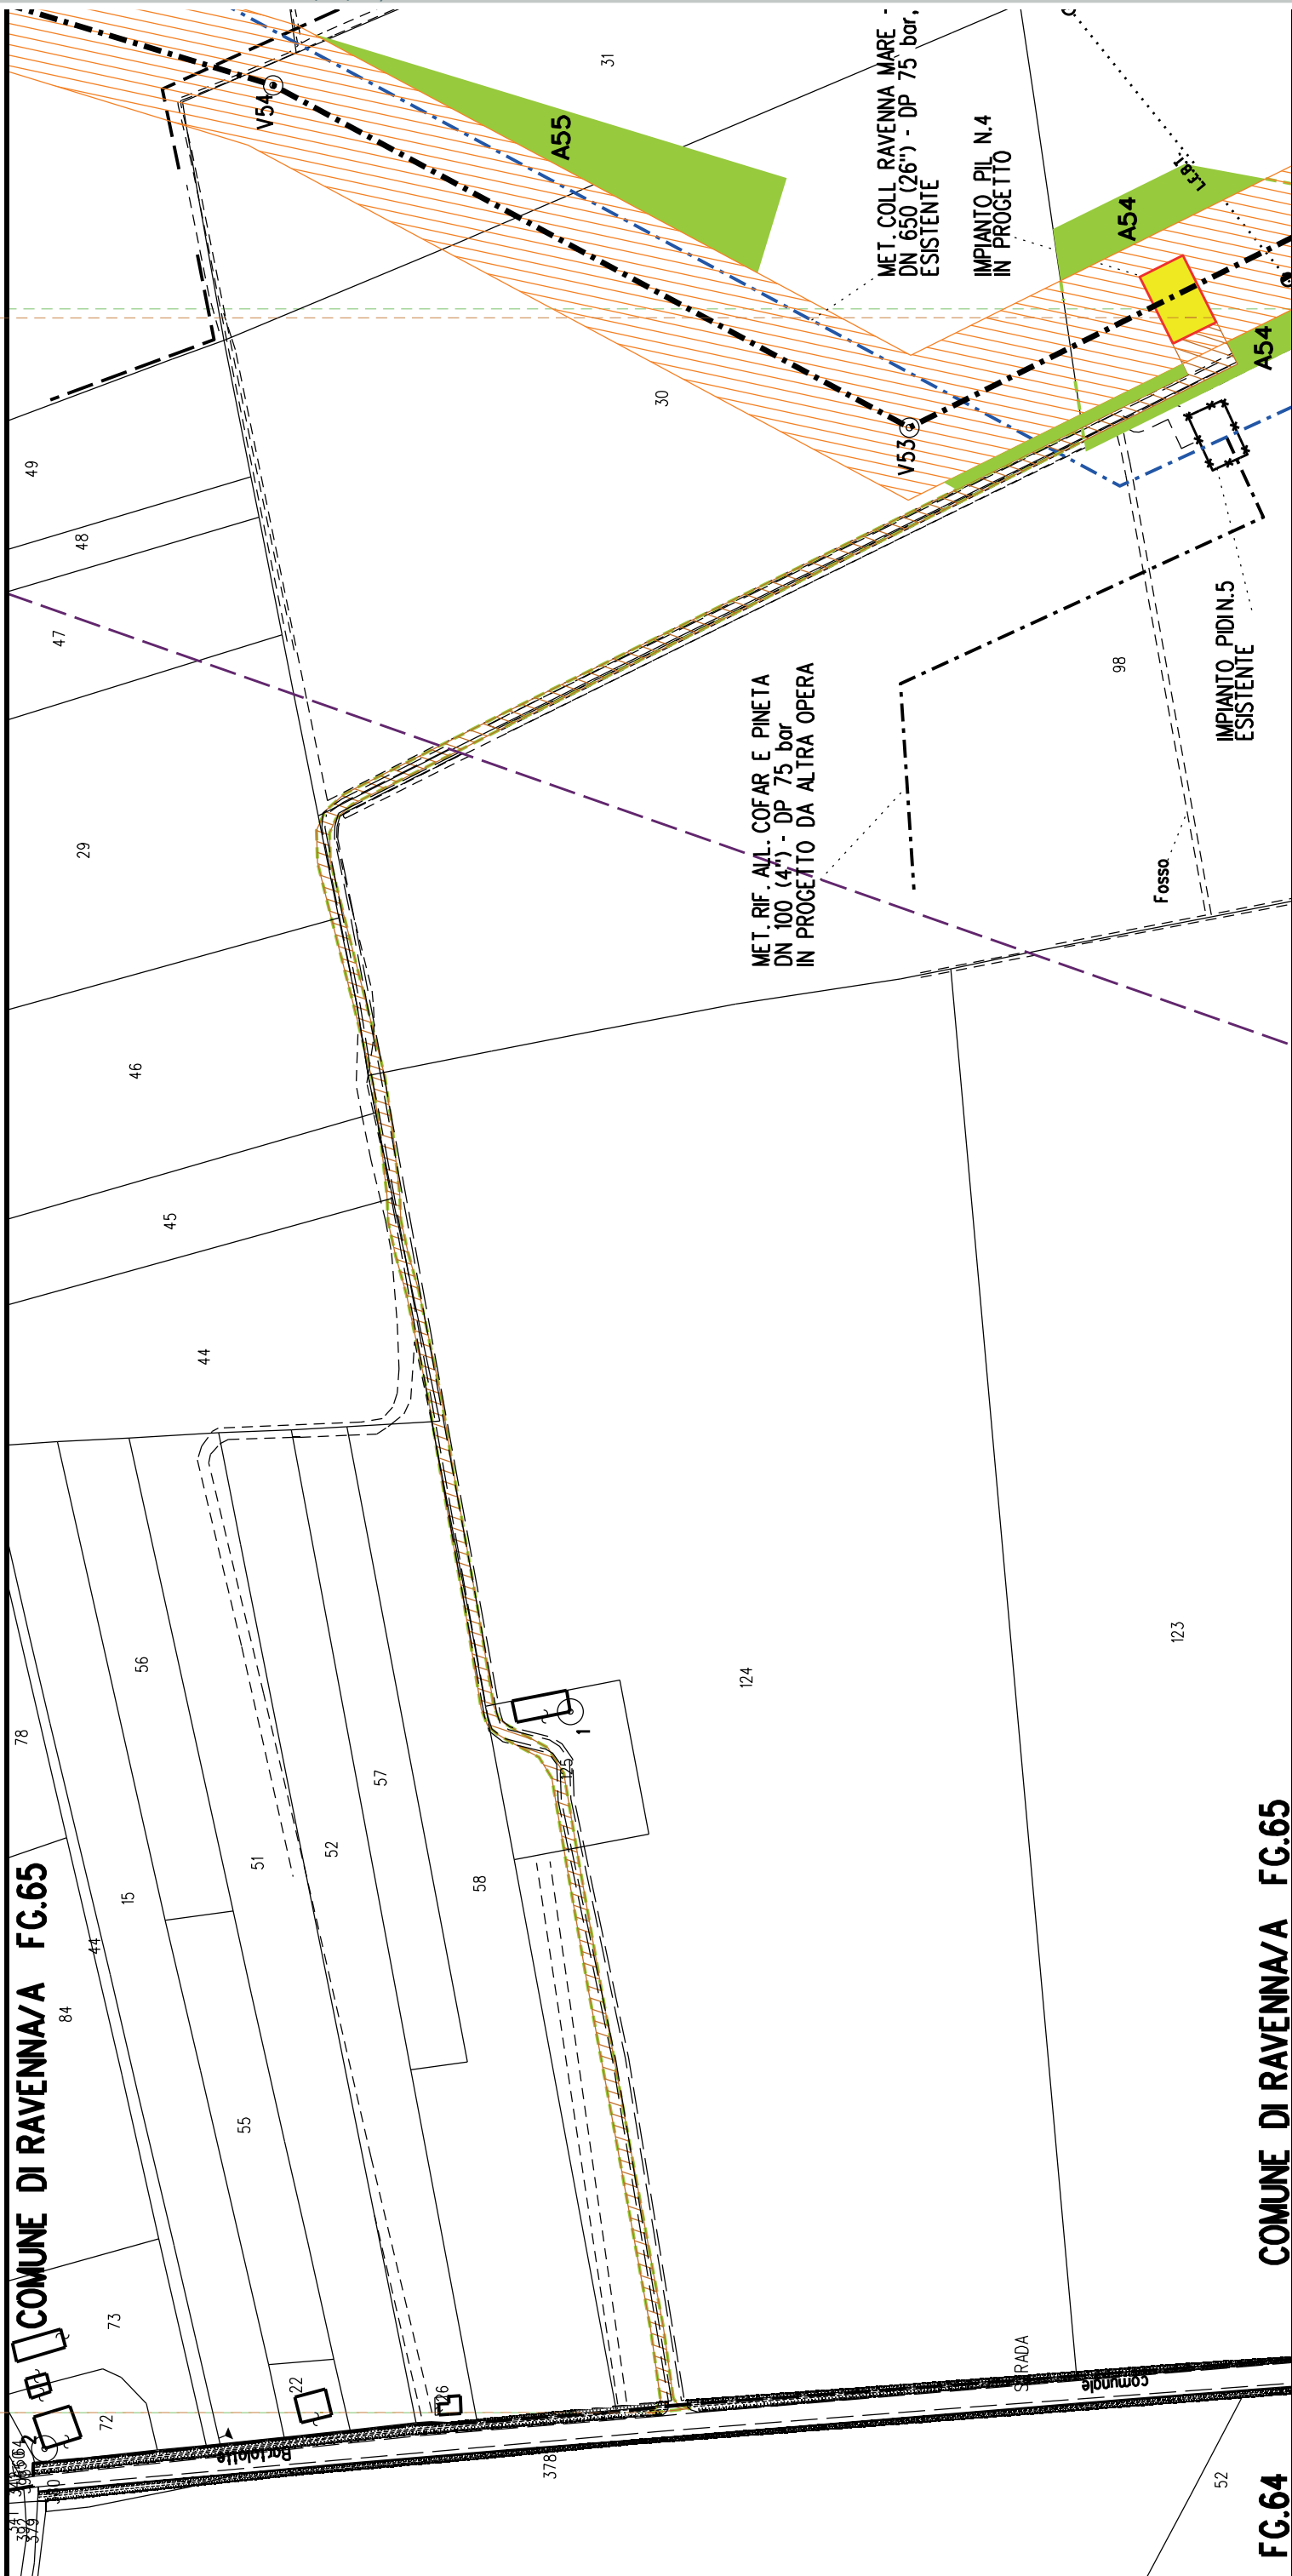 COMUNE DI RAVENNA/A FG.65
COMUNE DI RAVENNA/A FG.65
FG.64
V54
V53
A55
A54
A54
MET. COLL RAVENNA MARE -
DN 650 (26") - DP 75 bar,
ESISTENTE
IMPIANTO PIL N.4
IN PROGETTO
MET. RIF. ALL. COFAR E PINETA
DN 100 (4") - DP 75 bar
IN PROGETTO DA ALTRA OPERA
IMPIANTO PIDI N.5
ESISTENTE
Fosso
STRADA
comunale
31
30
49
48
47
29
46
45
44
98
56
78
57
52
51
15
44
84
58
55
73
72
22
26
125
1
124
123
378
52
379